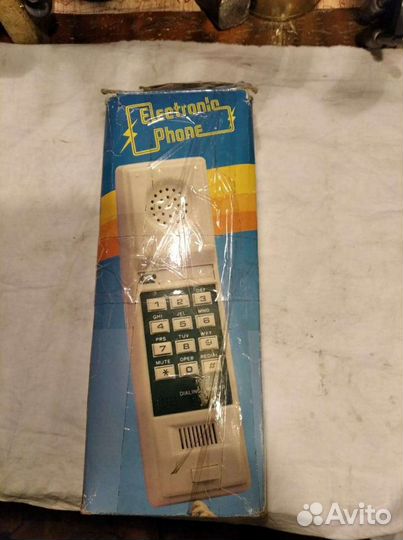 Electronic
Phone
DEF
1 2 3
GHI JKL MNO
4 5 6
PRS TUV WXY
7 8 9
MUTE OPER REDIAL
* 0 #
DIALING
Avito